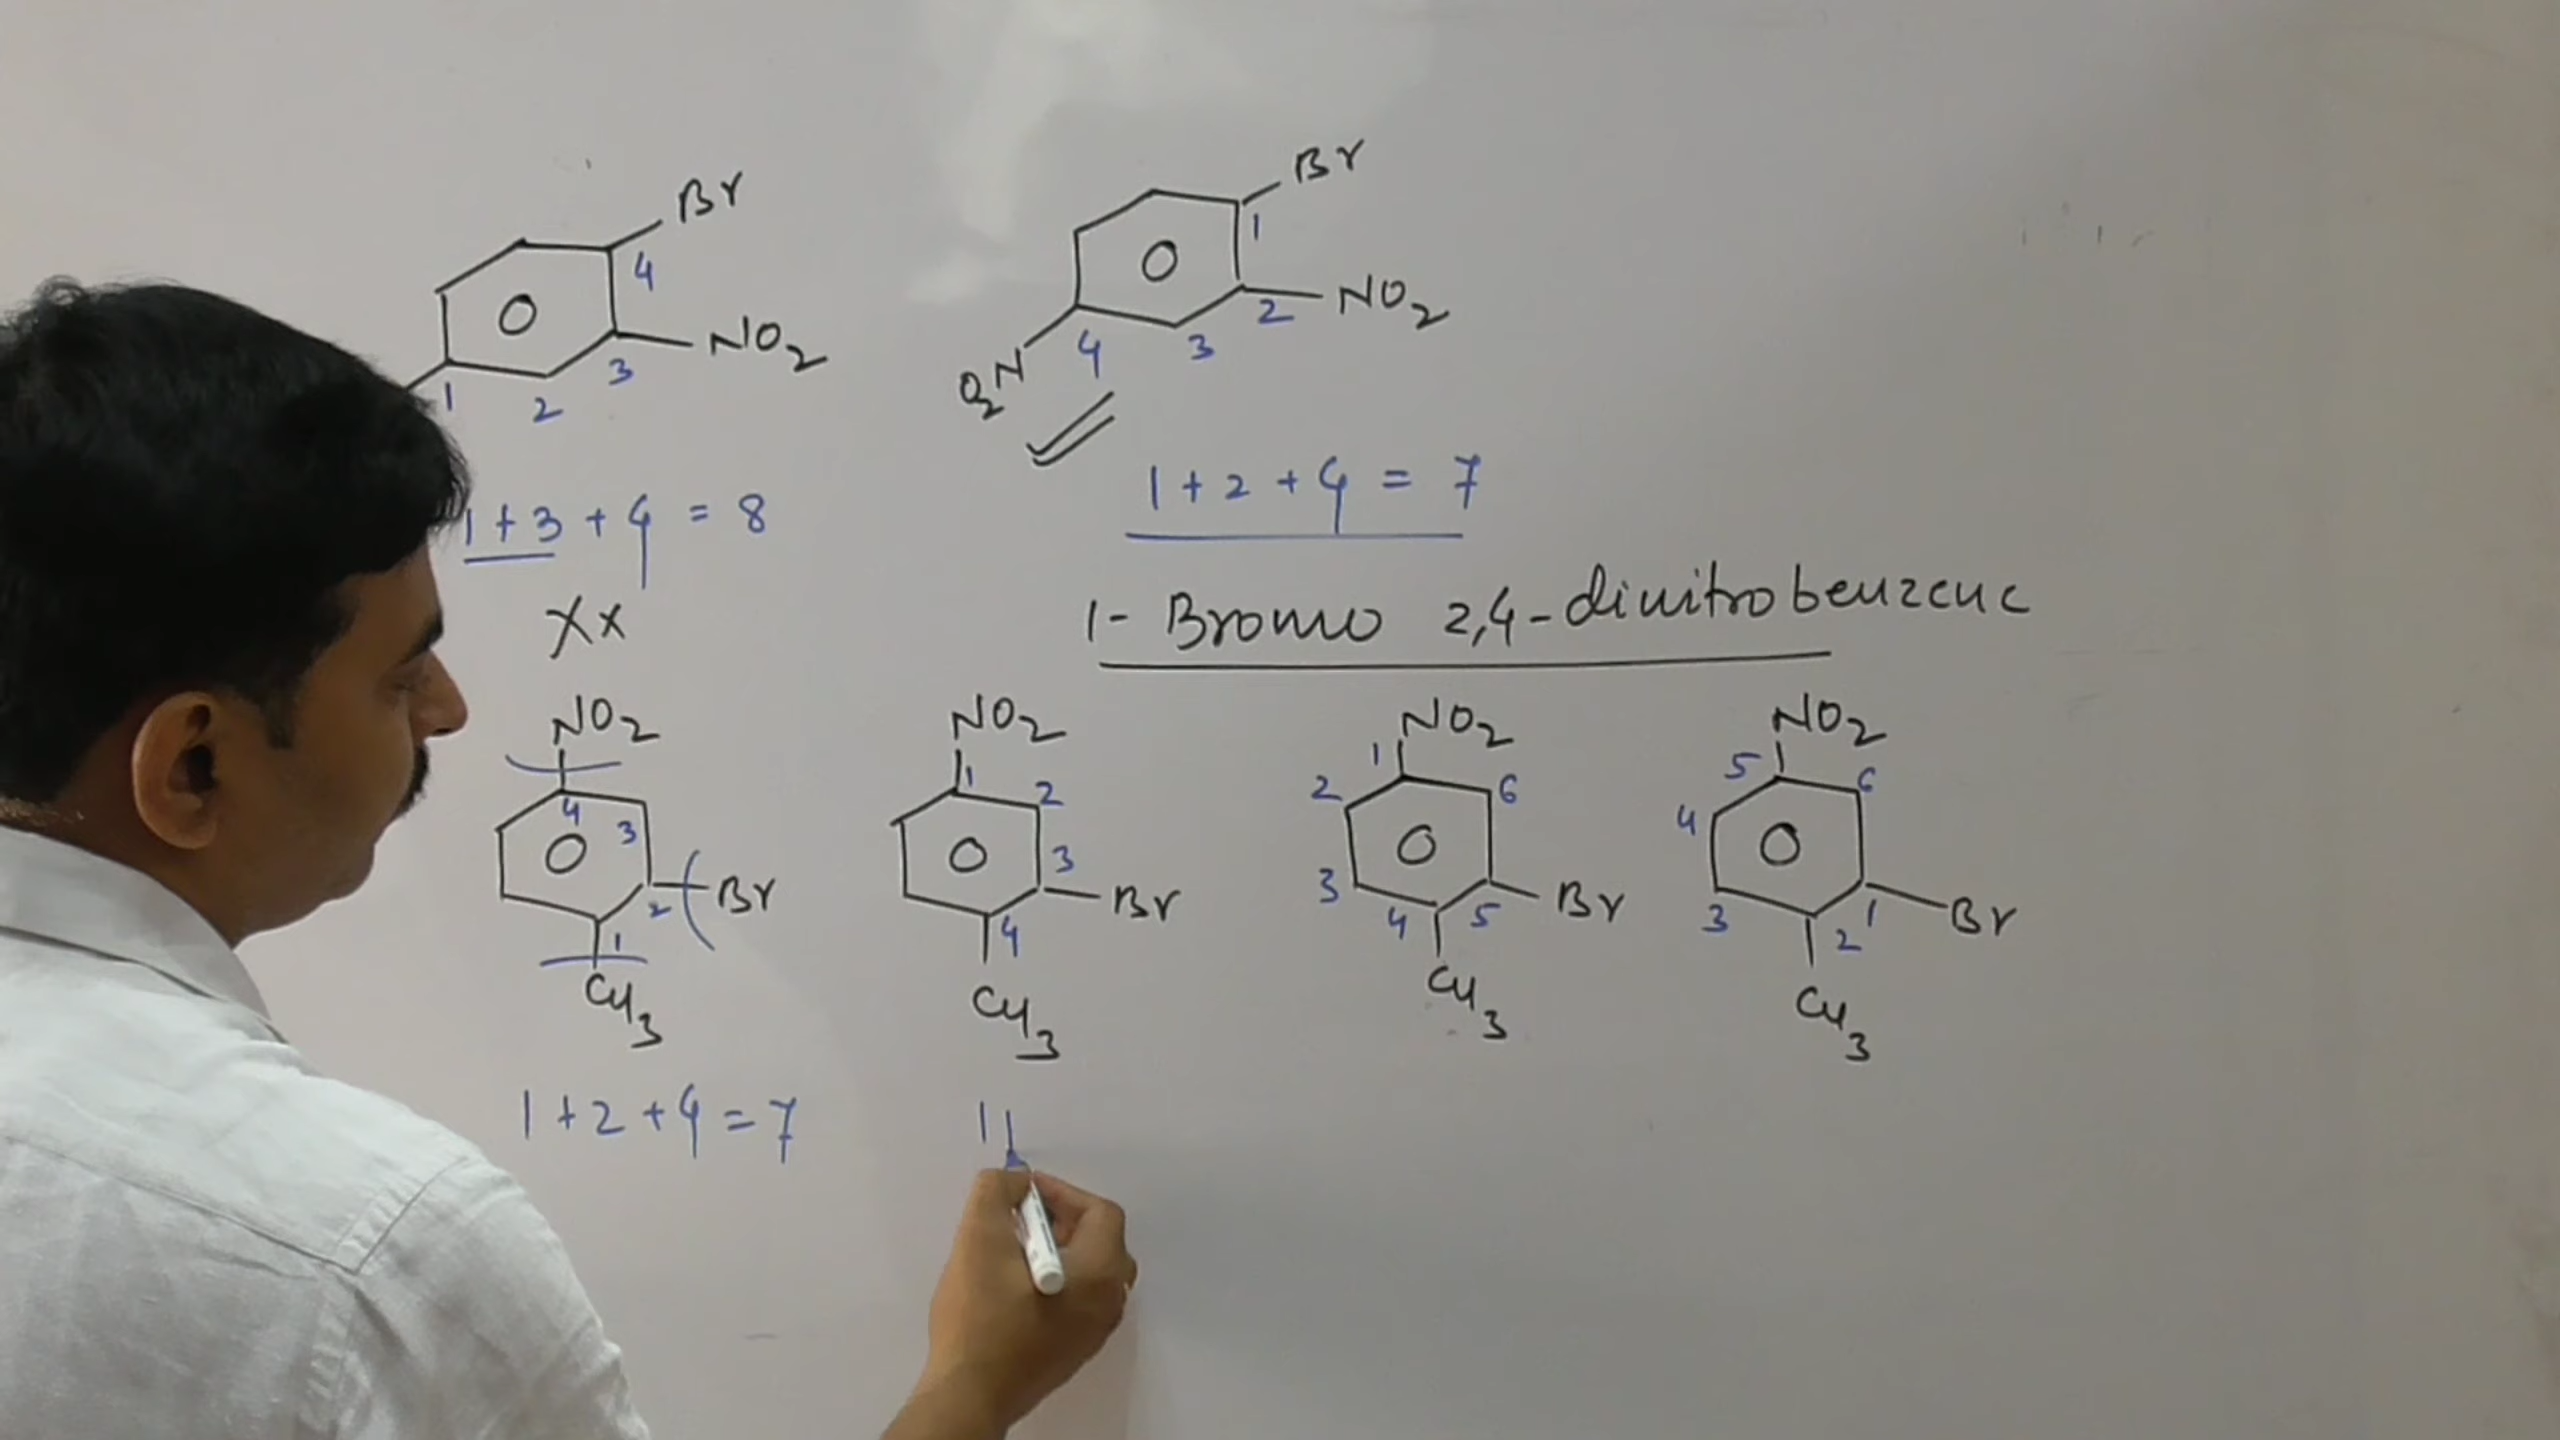 Br
4
NO2
3
2
1
1+3+4 = 8
Xx
Br
1
NO2
2
3
4
O2N
1+2+4 = 7
1- Bromo 2,4-dinitrobenzene
NO2
4
3
Br
2
1
CH3
1+2+4=7
NO2
1
2
3
Br
4
CH3
NO2
1
2
6
3
4
5
Br
CH3
NO2
5
6
4
3
2
1
Br
CH3